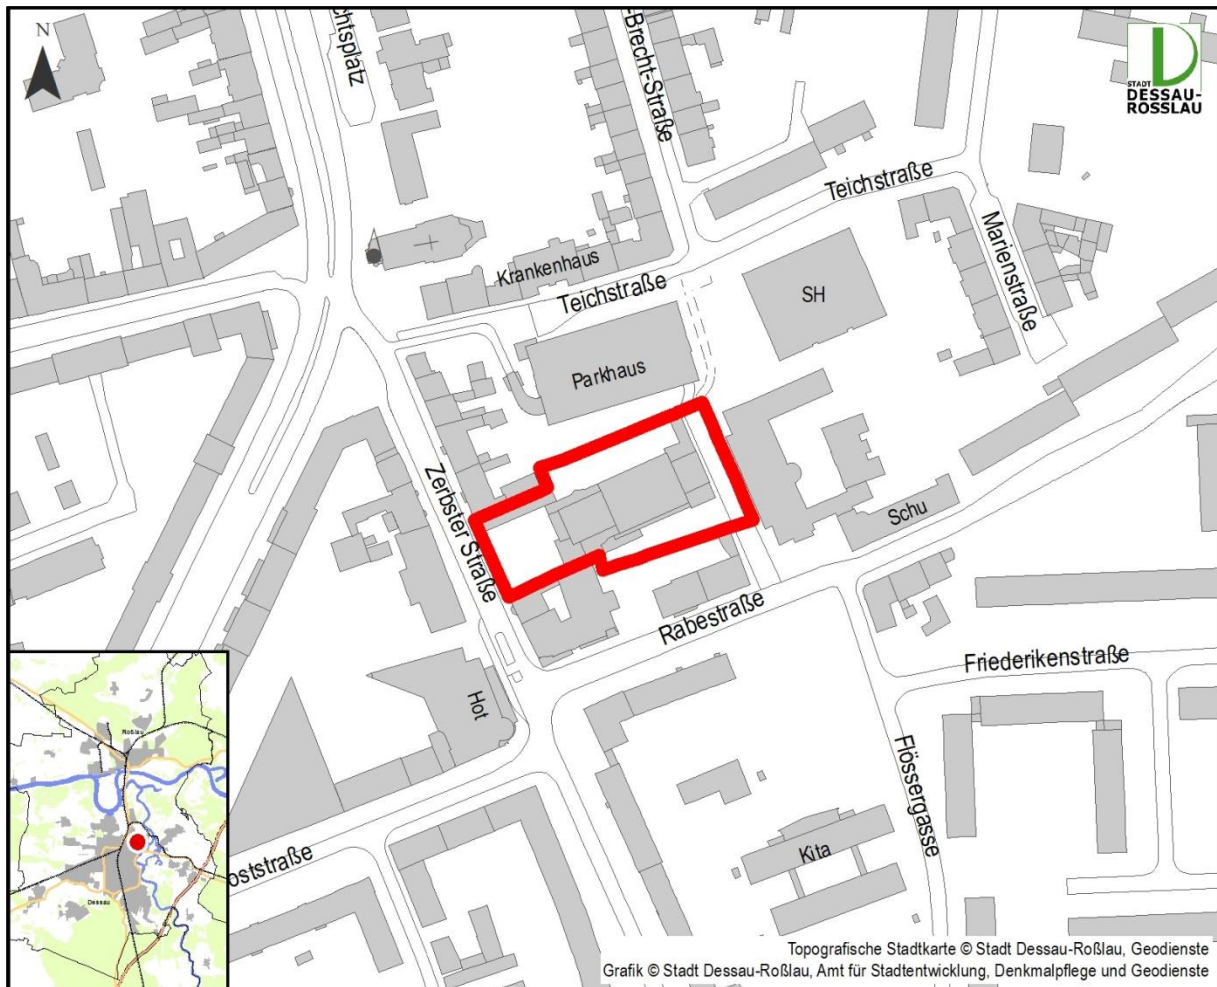 N
chtsplatz
-Brecht-Straße
STADT
DESSAU-
ROSSLAU
Teichstraße
Marienstraße
Krankenhaus
Teichstraße
SH
Parkhaus
Zerbster Straße
Schu
Rabestraße
Friederikenstraße
Hot
Flössergasse
Kita
oststraße
Roßlau
Dessau
Topografische Stadtkarte © Stadt Dessau-Roßlau, Geodienste
Grafik © Stadt Dessau-Roßlau, Amt für Stadtentwicklung, Denkmalpflege und Geodienste